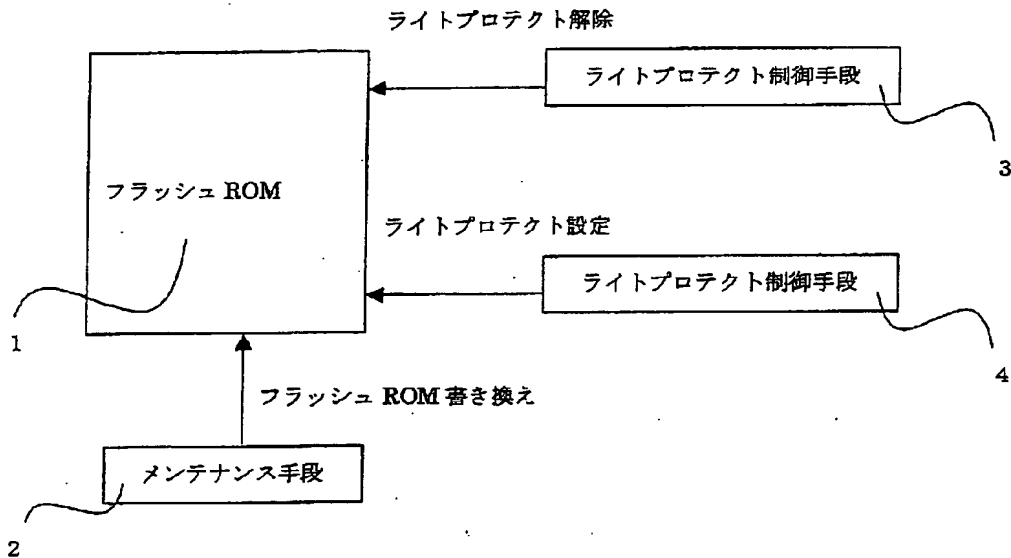 ライトプロテクト解除
ライトプロテクト制御手段
3
フラッシュ ROM
ライトプロテクト設定
ライトプロテクト制御手段
1
4
フラッシュ ROM 書き換え
メンテナンス手段
2